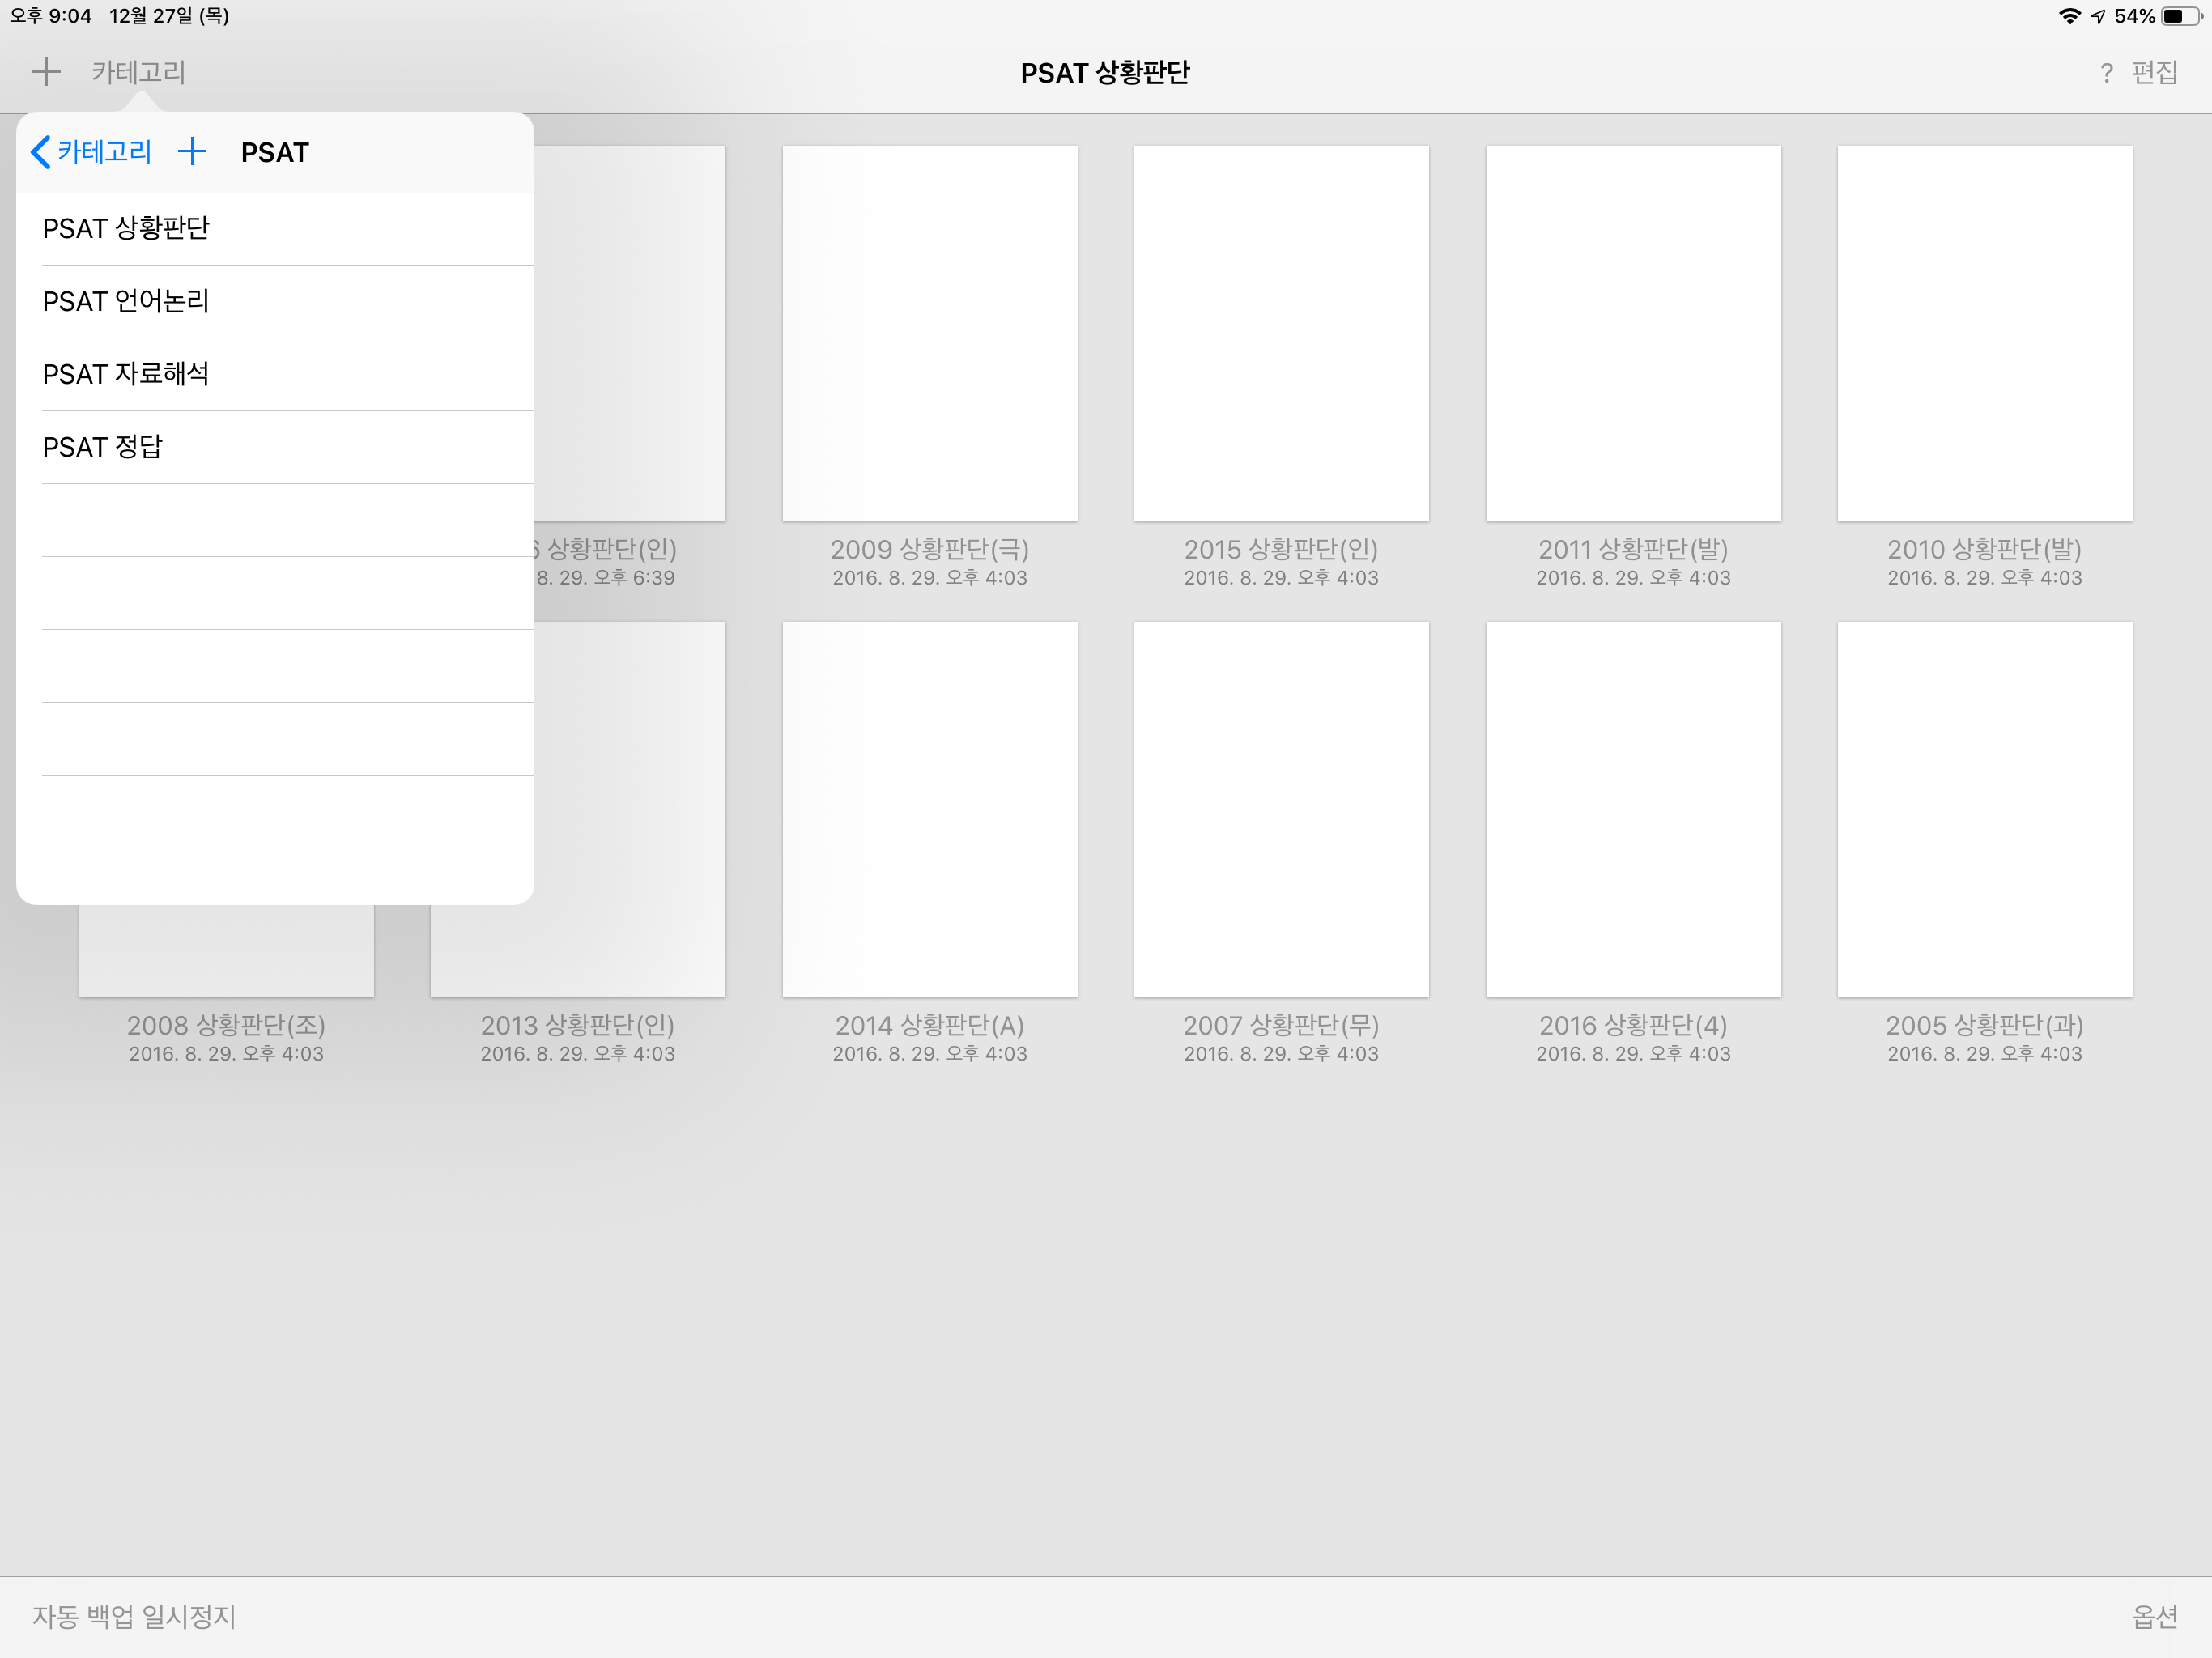 오후 9:04 12월 27일 (목) 54%
카테고리 PSAT 상황판단 ? 편집
카테고리 PSAT
PSAT 상황판단
PSAT 언어논리
PSAT 자료해석
PSAT 정답
상황판단(인) 2009 상황판단(극) 2015 상황판단(인) 2011 상황판단(발) 2010 상황판단(발)
8. 29. 오후 6:39 2016. 8. 29. 오후 4:03 2016. 8. 29. 오후 4:03 2016. 8. 29. 오후 4:03 2016. 8. 29. 오후 4:03
2008 상황판단(조) 2013 상황판단(인) 2014 상황판단(A) 2007 상황판단(무) 2016 상황판단(4) 2005 상황판단(과)
2016. 8. 29. 오후 4:03 2016. 8. 29. 오후 4:03 2016. 8. 29. 오후 4:03 2016. 8. 29. 오후 4:03 2016. 8. 29. 오후 4:03 2016. 8. 29. 오후 4:03
자동 백업 일시정지 옵션